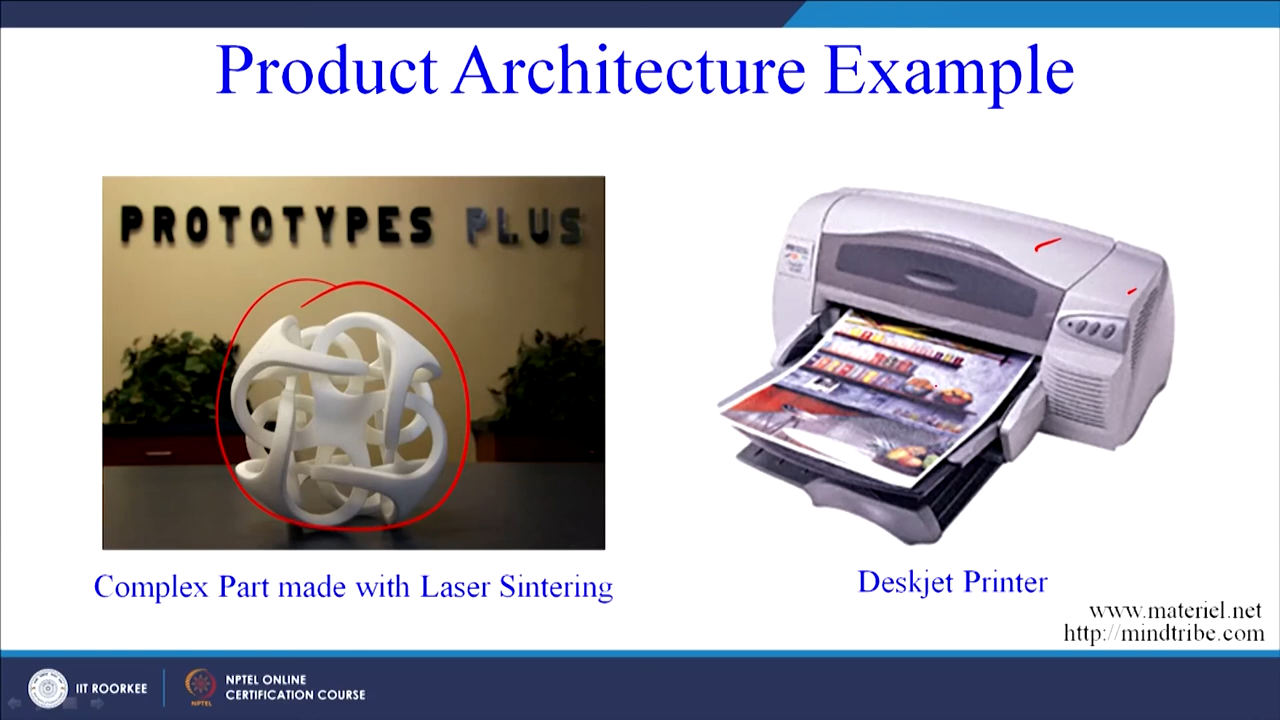 Product Architecture Example
PROTOTYPES PLUS
Complex Part made with Laser Sintering
Deskjet Printer
www.materiel.net
http://mindtribe.com
IIT ROORKEE
NPTEL
NPTEL ONLINE
CERTIFICATION COURSE